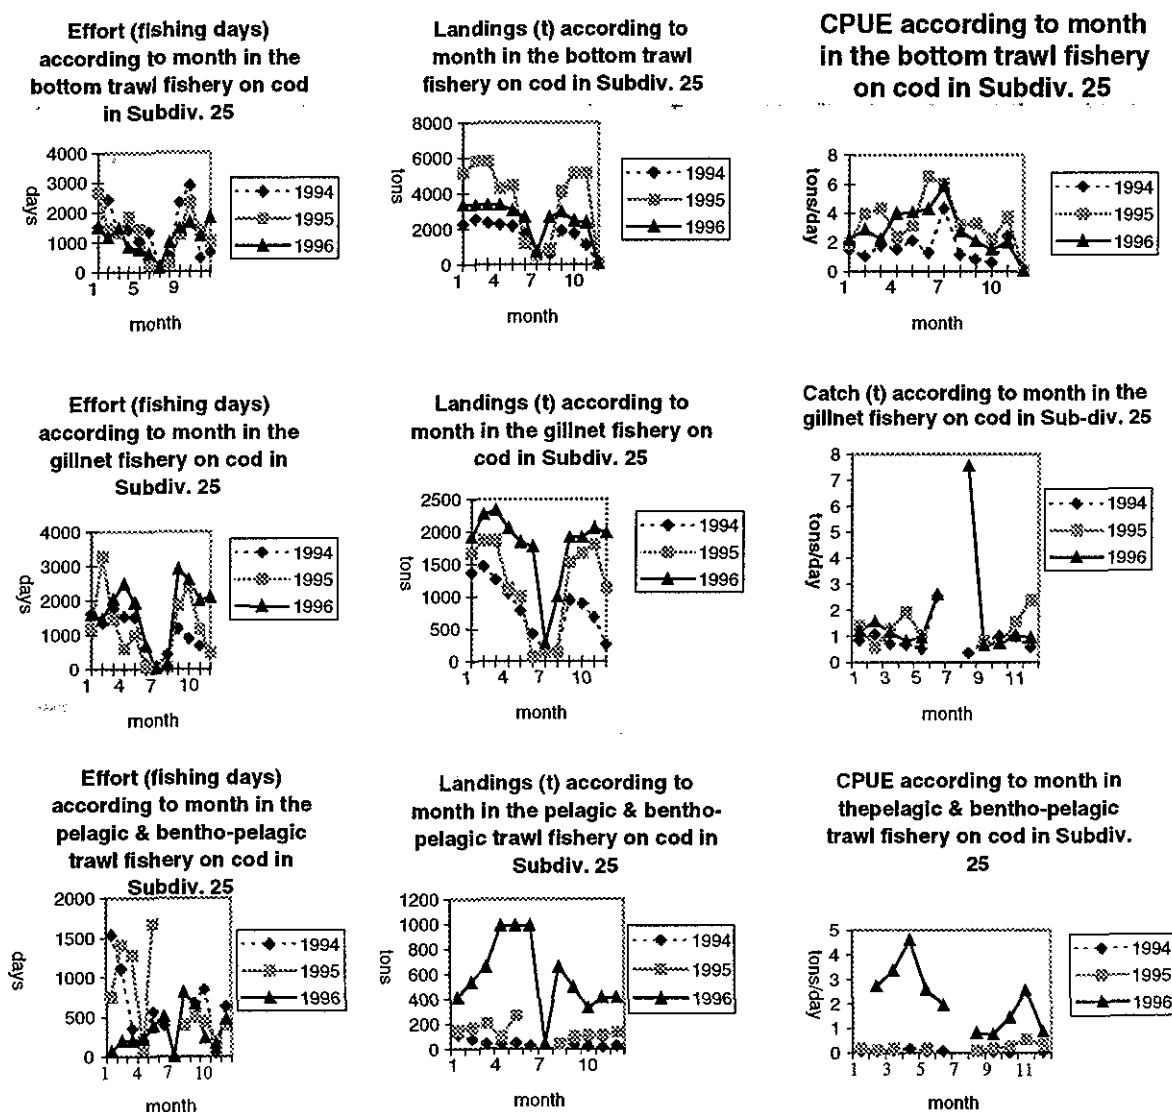 Effort (fishing days)
according to month in the
bottom trawl fishery on cod
in Subdiv. 25
4000
3000
2000
1000
0
days
1
5
9
month
1994
1995
1996
Landings (t) according to
month in the bottom trawl
fishery on cod in Subdiv. 25
8000
6000
4000
2000
0
tons
1
4
7
10
month
1994
1995
1996
CPUE according to month
in the bottom trawl fishery
on cod in Subdiv. 25
8
6
4
2
0
tons/day
1
4
7
10
month
1994
1995
1996
Effort (fishing days)
according to month in the
gillnet fishery on cod in
Subdiv. 25
4000
3000
2000
1000
0
days
1
4
7
10
month
1994
1995
1996
Landings (t) according to
month in the gillnet fishery on
cod in Subdiv. 25
2500
2000
1500
1000
500
0
tons
1
4
7
10
month
1994
1995
1996
Catch (t) according to month in the
gillnet fishery on cod in Sub-div. 25
8
7
6
5
4
3
2
1
0
tons/day
1
3
5
7
9
11
month
1994
1995
1996
Effort (fishing days)
according to month in the
pelagic & bentho-pelagic
trawl fishery on cod in
Subdiv. 25
2000
1500
1000
500
0
days
1
4
7
10
month
1994
1995
1996
Landings (t) according to
month in the pelagic & bentho-
pelagic trawl fishery on cod in
Subdiv. 25
1200
1000
800
600
400
200
0
tons
1
4
7
10
month
1994
1995
1996
CPUE according to month in
thepelagic & bentho-pelagic
trawl fishery on cod in Subdiv.
25
5
4
3
2
1
0
tons/day
1
3
5
7
9
11
month
1994
1995
1996